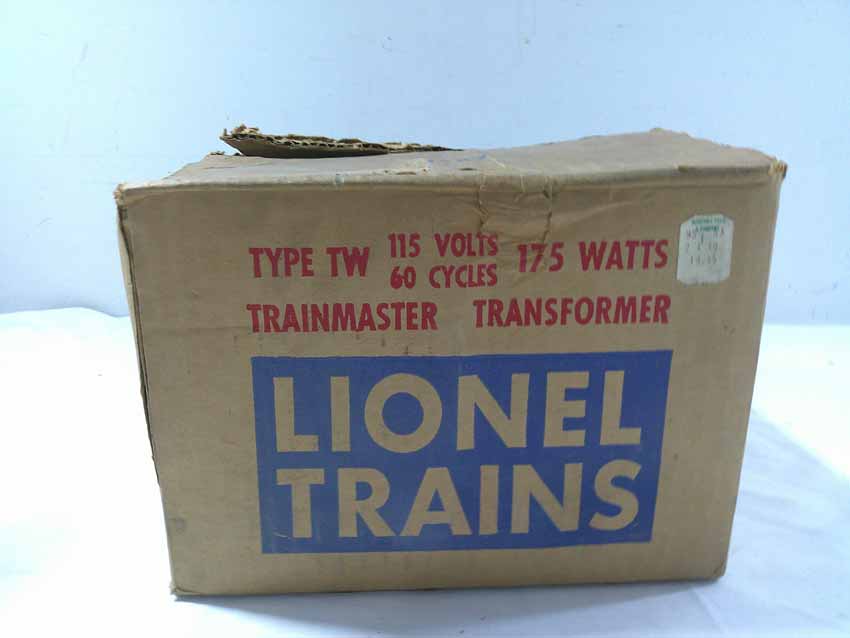 TYPE TW 115 VOLTS 60 CYCLES 175 WATTS
TRAINMASTER TRANSFORMER
LIONEL
TRAINS